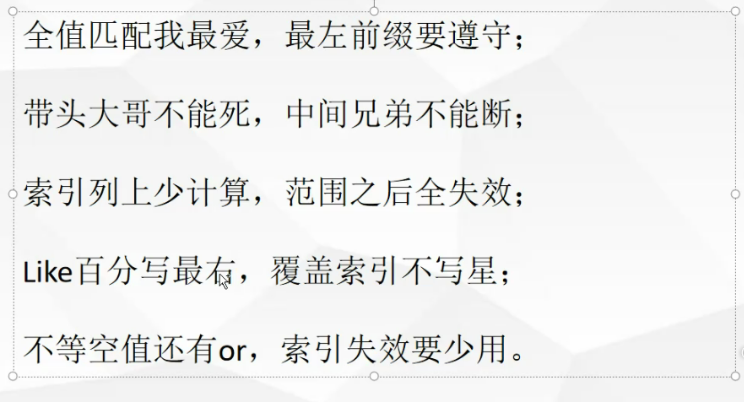 全值匹配我最爱，最左前缀要遵守；
带头大哥不能死，中间兄弟不能断；
索引列上少计算，范围之后全失效；
Like百分写最右，覆盖索引不写星；
不等空值还有or，索引失效要少用。